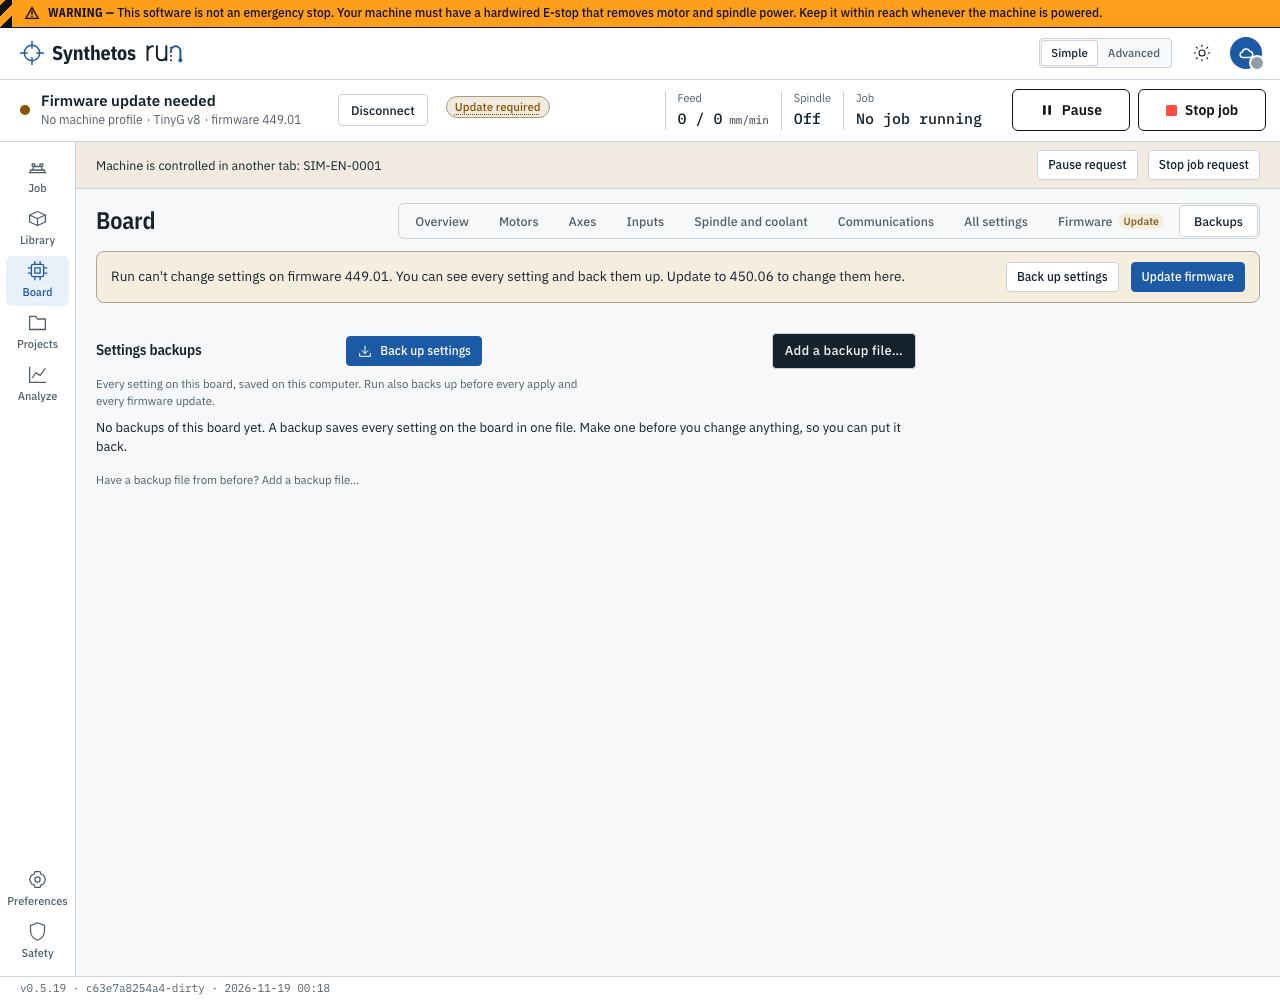 WARNING — This software is not an emergency stop. Your machine must have a hardwired E-stop that removes motor and spindle power. Keep it within reach whenever the machine is powered.
Synthetos run
Simple
Advanced
Firmware update needed
No machine profile · TinyG v8 · firmware 449.01
Disconnect
Update required
Feed
0 / 0 mm/min
Spindle
Off
Job
No job running
Pause
Stop job
Job
Library
Board
Projects
Analyze
Preferences
Safety
Machine is controlled in another tab: SIM-EN-0001
Pause request
Stop job request
Board
Overview
Motors
Axes
Inputs
Spindle and coolant
Communications
All settings
Firmware Update
Backups
Run can't change settings on firmware 449.01. You can see every setting and back them up. Update to 450.06 to change them here.
Back up settings
Update firmware
Settings backups
Back up settings
Add a backup file...
Every setting on this board, saved on this computer. Run also backs up before every apply and
every firmware update.
No backups of this board yet. A backup saves every setting on the board in one file. Make one before you change anything, so you can put it
back.
Have a backup file from before? Add a backup file...
v0.5.19 · c63e7a8254a4-dirty · 2026-11-19 00:18